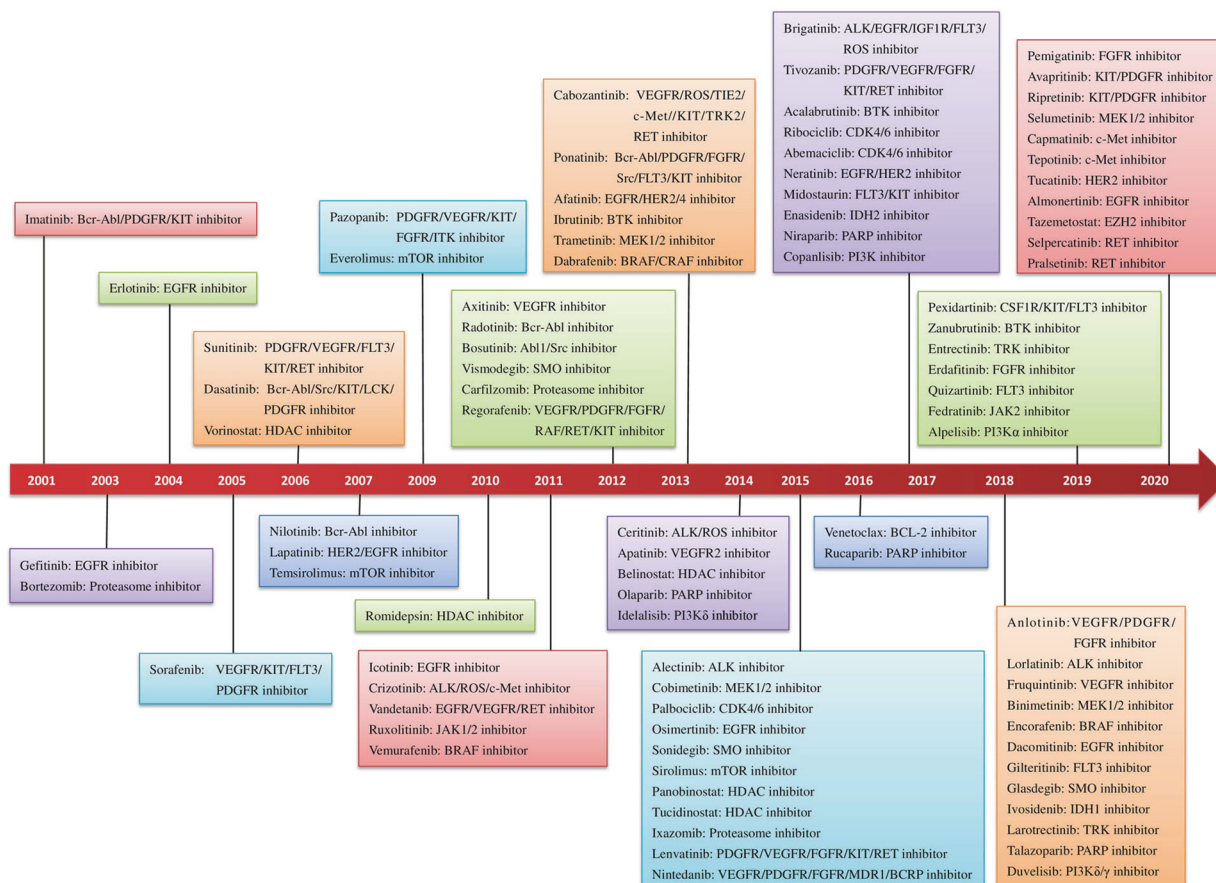 Imatinib: Bcr-Abl/PDGFR/KIT inhibitor
Erlotinib: EGFR inhibitor
Sunitinib: PDGFR/VEGFR/FLT3/
KIT/RET inhibitor
Dasatinib: Bcr-Abl/Src/KIT/LCK/
PDGFR inhibitor
Vorinostat: HDAC inhibitor
Pazopanib: PDGFR/VEGFR/KIT/
FGFR/ITK inhibitor
Everolimus: mTOR inhibitor
Axitinib: VEGFR inhibitor
Radotinib: Bcr-Abl inhibitor
Bosutinib: Abl1/Src inhibitor
Vismodegib: SMO inhibitor
Carfilzomib: Proteasome inhibitor
Regorafenib: VEGFR/PDGFR/FGFR/
RAF/RET/KIT inhibitor
Cabozantinib: VEGFR/ROS/TIE2/
c-Met//KIT/TRK2/
RET inhibitor
Ponatinib: Bcr-Abl/PDGFR/FGFR/
Src/FLT3/KIT inhibitor
Afatinib: EGFR/HER2/4 inhibitor
Ibrutinib: BTK inhibitor
Trametinib: MEK1/2 inhibitor
Dabrafenib: BRAF/CRAF inhibitor
Brigatinib: ALK/EGFR/IGF1R/FLT3/
ROS inhibitor
Tivozanib: PDGFR/VEGFR/FGFR/
KIT/RET inhibitor
Acalabrutinib: BTK inhibitor
Ribociclib: CDK4/6 inhibitor
Abemaciclib: CDK4/6 inhibitor
Neratinib: EGFR/HER2 inhibitor
Midostaurin: FLT3/KIT inhibitor
Enasidenib: IDH2 inhibitor
Niraparib: PARP inhibitor
Copanlisib: PI3K inhibitor
Pexidartinib: CSF1R/KIT/FLT3 inhibitor
Zanubrutinib: BTK inhibitor
Entrectinib: TRK inhibitor
Erdafitinib: FGFR inhibitor
Quizartinib: FLT3 inhibitor
Fedratinib: JAK2 inhibitor
Alpelisib: PI3Kα inhibitor
Pemigatinib: FGFR inhibitor
Avapritinib: KIT/PDGFR inhibitor
Ripretinib: KIT/PDGFR inhibitor
Selumetinib: MEK1/2 inhibitor
Capmatinib: c-Met inhibitor
Tepotinib: c-Met inhibitor
Tucatinib: HER2 inhibitor
Almonertinib: EGFR inhibitor
Tazemetostat: EZH2 inhibitor
Selpercatinib: RET inhibitor
Pralsetinib: RET inhibitor
2001 2003 2004 2005 2006 2007 2009 2010 2011 2012 2013 2014 2015 2016 2017 2018 2019 2020
Gefitinib: EGFR inhibitor
Bortezomib: Proteasome inhibitor
Sorafenib: VEGFR/KIT/FLT3/
PDGFR inhibitor
Nilotinib: Bcr-Abl inhibitor
Lapatinib: HER2/EGFR inhibitor
Temsirolimus: mTOR inhibitor
Romidepsin: HDAC inhibitor
Icotinib: EGFR inhibitor
Crizotinib: ALK/ROS/c-Met inhibitor
Vandetanib: EGFR/VEGFR/RET inhibitor
Ruxolitinib: JAK1/2 inhibitor
Vemurafenib: BRAF inhibitor
Ceritinib: ALK/ROS inhibitor
Apatinib: VEGFR2 inhibitor
Belinostat: HDAC inhibitor
Olaparib: PARP inhibitor
Idelalisib: PI3Kδ inhibitor
Alectinib: ALK inhibitor
Cobimetinib: MEK1/2 inhibitor
Palbociclib: CDK4/6 inhibitor
Osimertinib: EGFR inhibitor
Sonidegib: SMO inhibitor
Sirolimus: mTOR inhibitor
Panobinostat: HDAC inhibitor
Tucidinostat: HDAC inhibitor
Ixazomib: Proteasome inhibitor
Lenvatinib: PDGFR/VEGFR/FGFR/KIT/RET inhibitor
Nintedanib: VEGFR/PDGFR/FGFR/MDR1/BCRP inhibitor
Venetoclax: BCL-2 inhibitor
Rucaparib: PARP inhibitor
Anlotinib:VEGFR/PDGFR/
FGFR inhibitor
Lorlatinib: ALK inhibitor
Fruquintinib: VEGFR inhibitor
Binimetinib: MEK1/2 inhibitor
Encorafenib: BRAF inhibitor
Dacomitinib: EGFR inhibitor
Gilteritinib: FLT3 inhibitor
Glasdegib: SMO inhibitor
Ivosidenib: IDH1 inhibitor
Larotrectinib: TRK inhibitor
Talazoparib: PARP inhibitor
Duvelisib: PI3Kδ/γ inhibitor